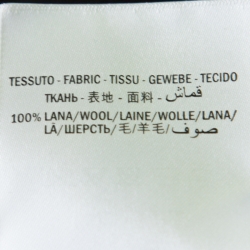 TESSUTO - FABRIC - TISSU - GEWEBE - TECIDO
ТКАНЬ - 表地 - 面料 - قماش
100% LANA/WOOL/LAINE/WOLLE/LANA/
LÃ/ШЕРСТЬ/毛/羊毛/صوف